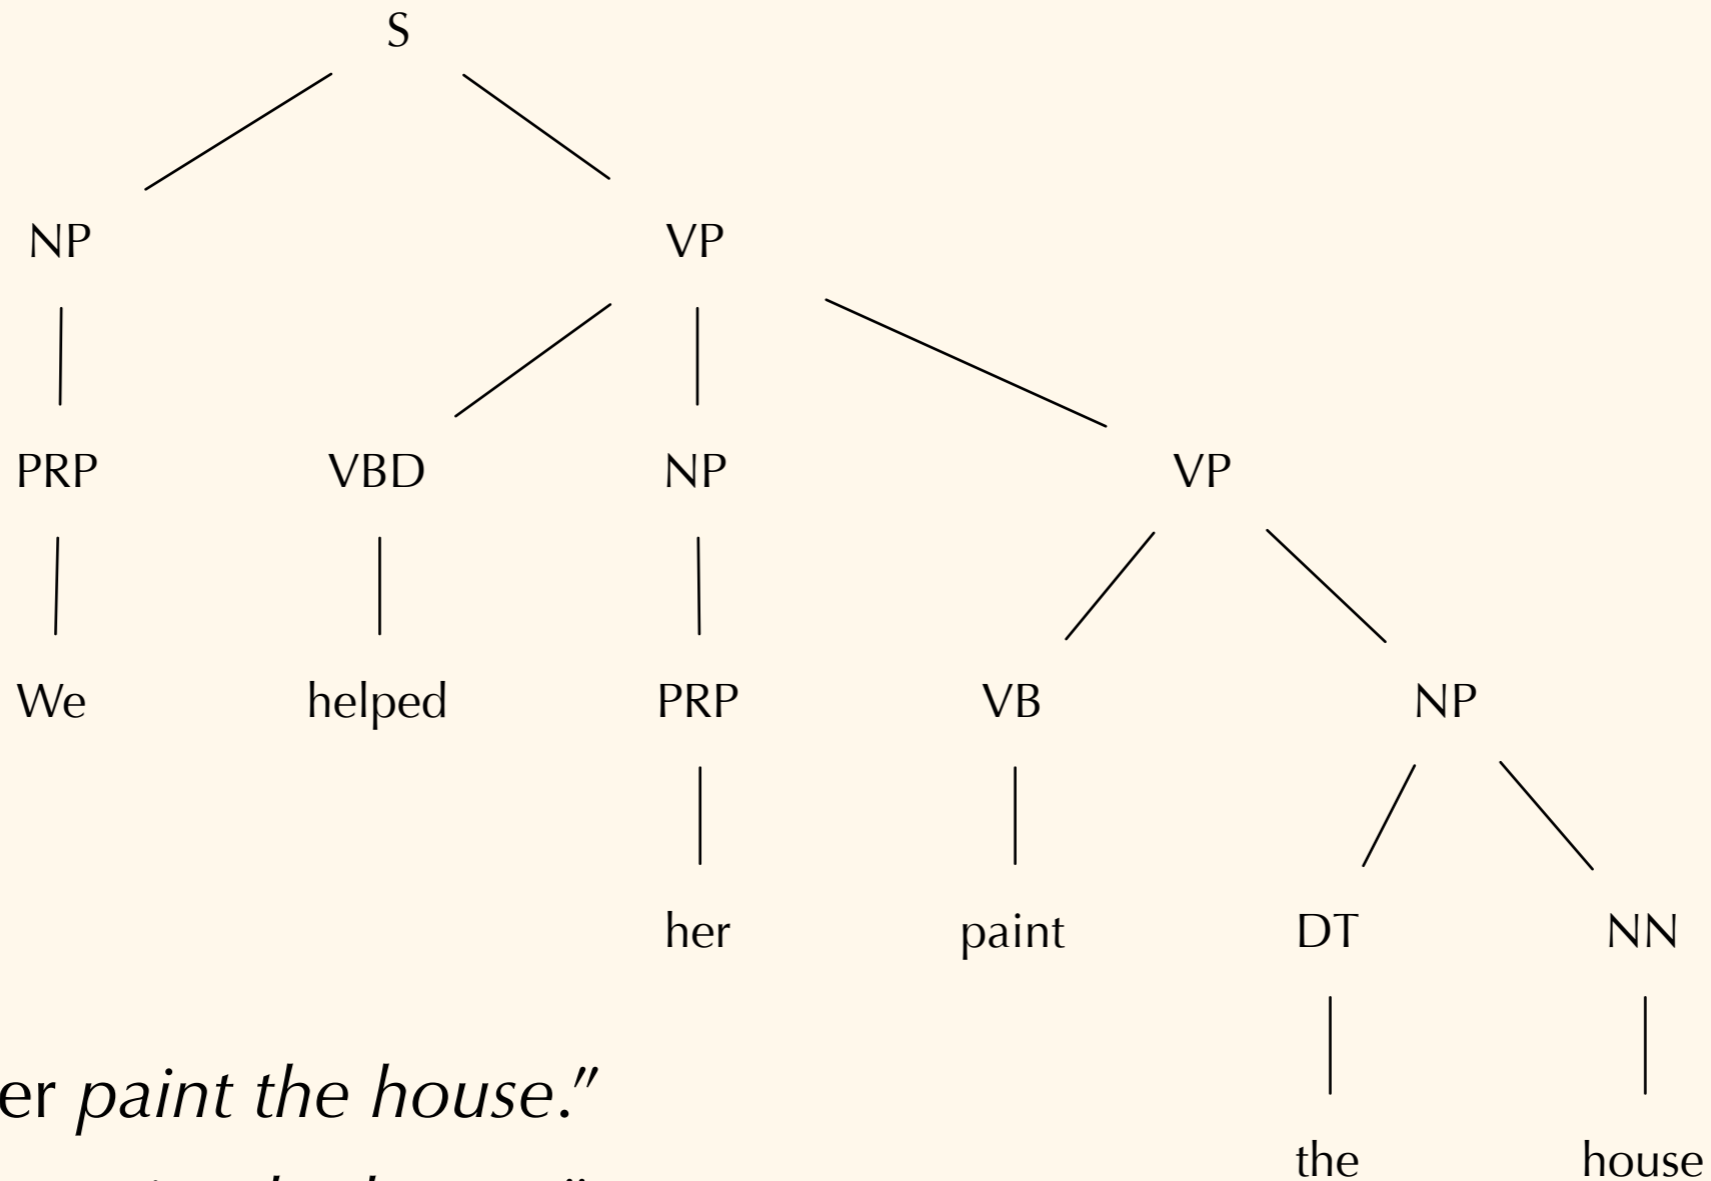 S
NP VP
PRP VBD NP VP
We helped PRP VB NP
her paint DT NN
er paint the house.”
the house